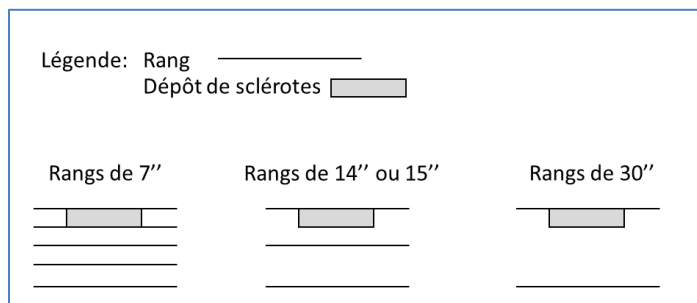 Légende: Rang
Dépôt de sclérotes
Rangs de 7’’
Rangs de 14’’ ou 15’’
Rangs de 30’’